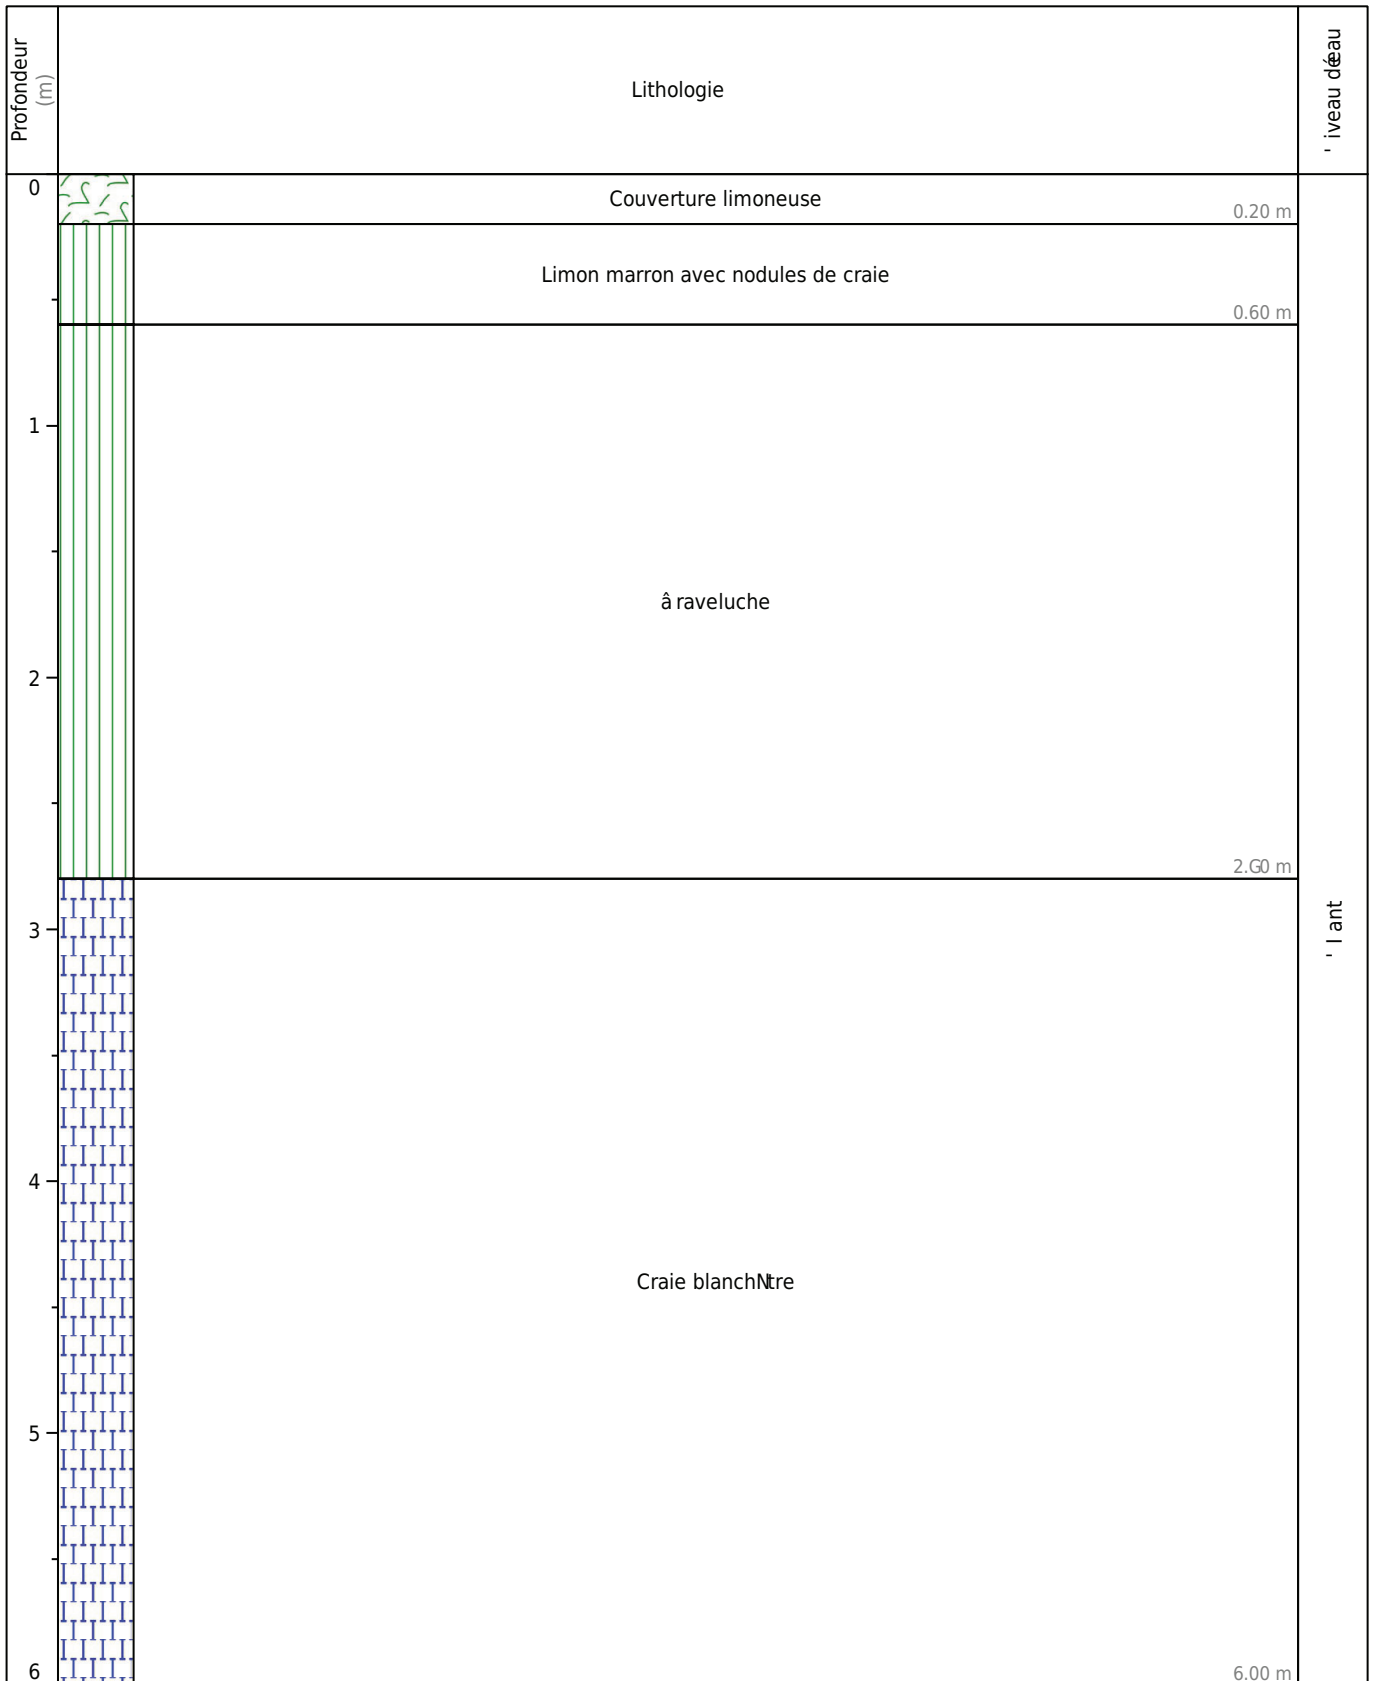 Profondeur
(m)
Lithologie
' iveau déeau
0
Couverture limoneuse
0.20 m
Limon marron avec nodules de craie
0.60 m
1
â raveluche
2
2.G0 m
3
' I ant
4
Craie blanchNtre
5
6
6.00 m